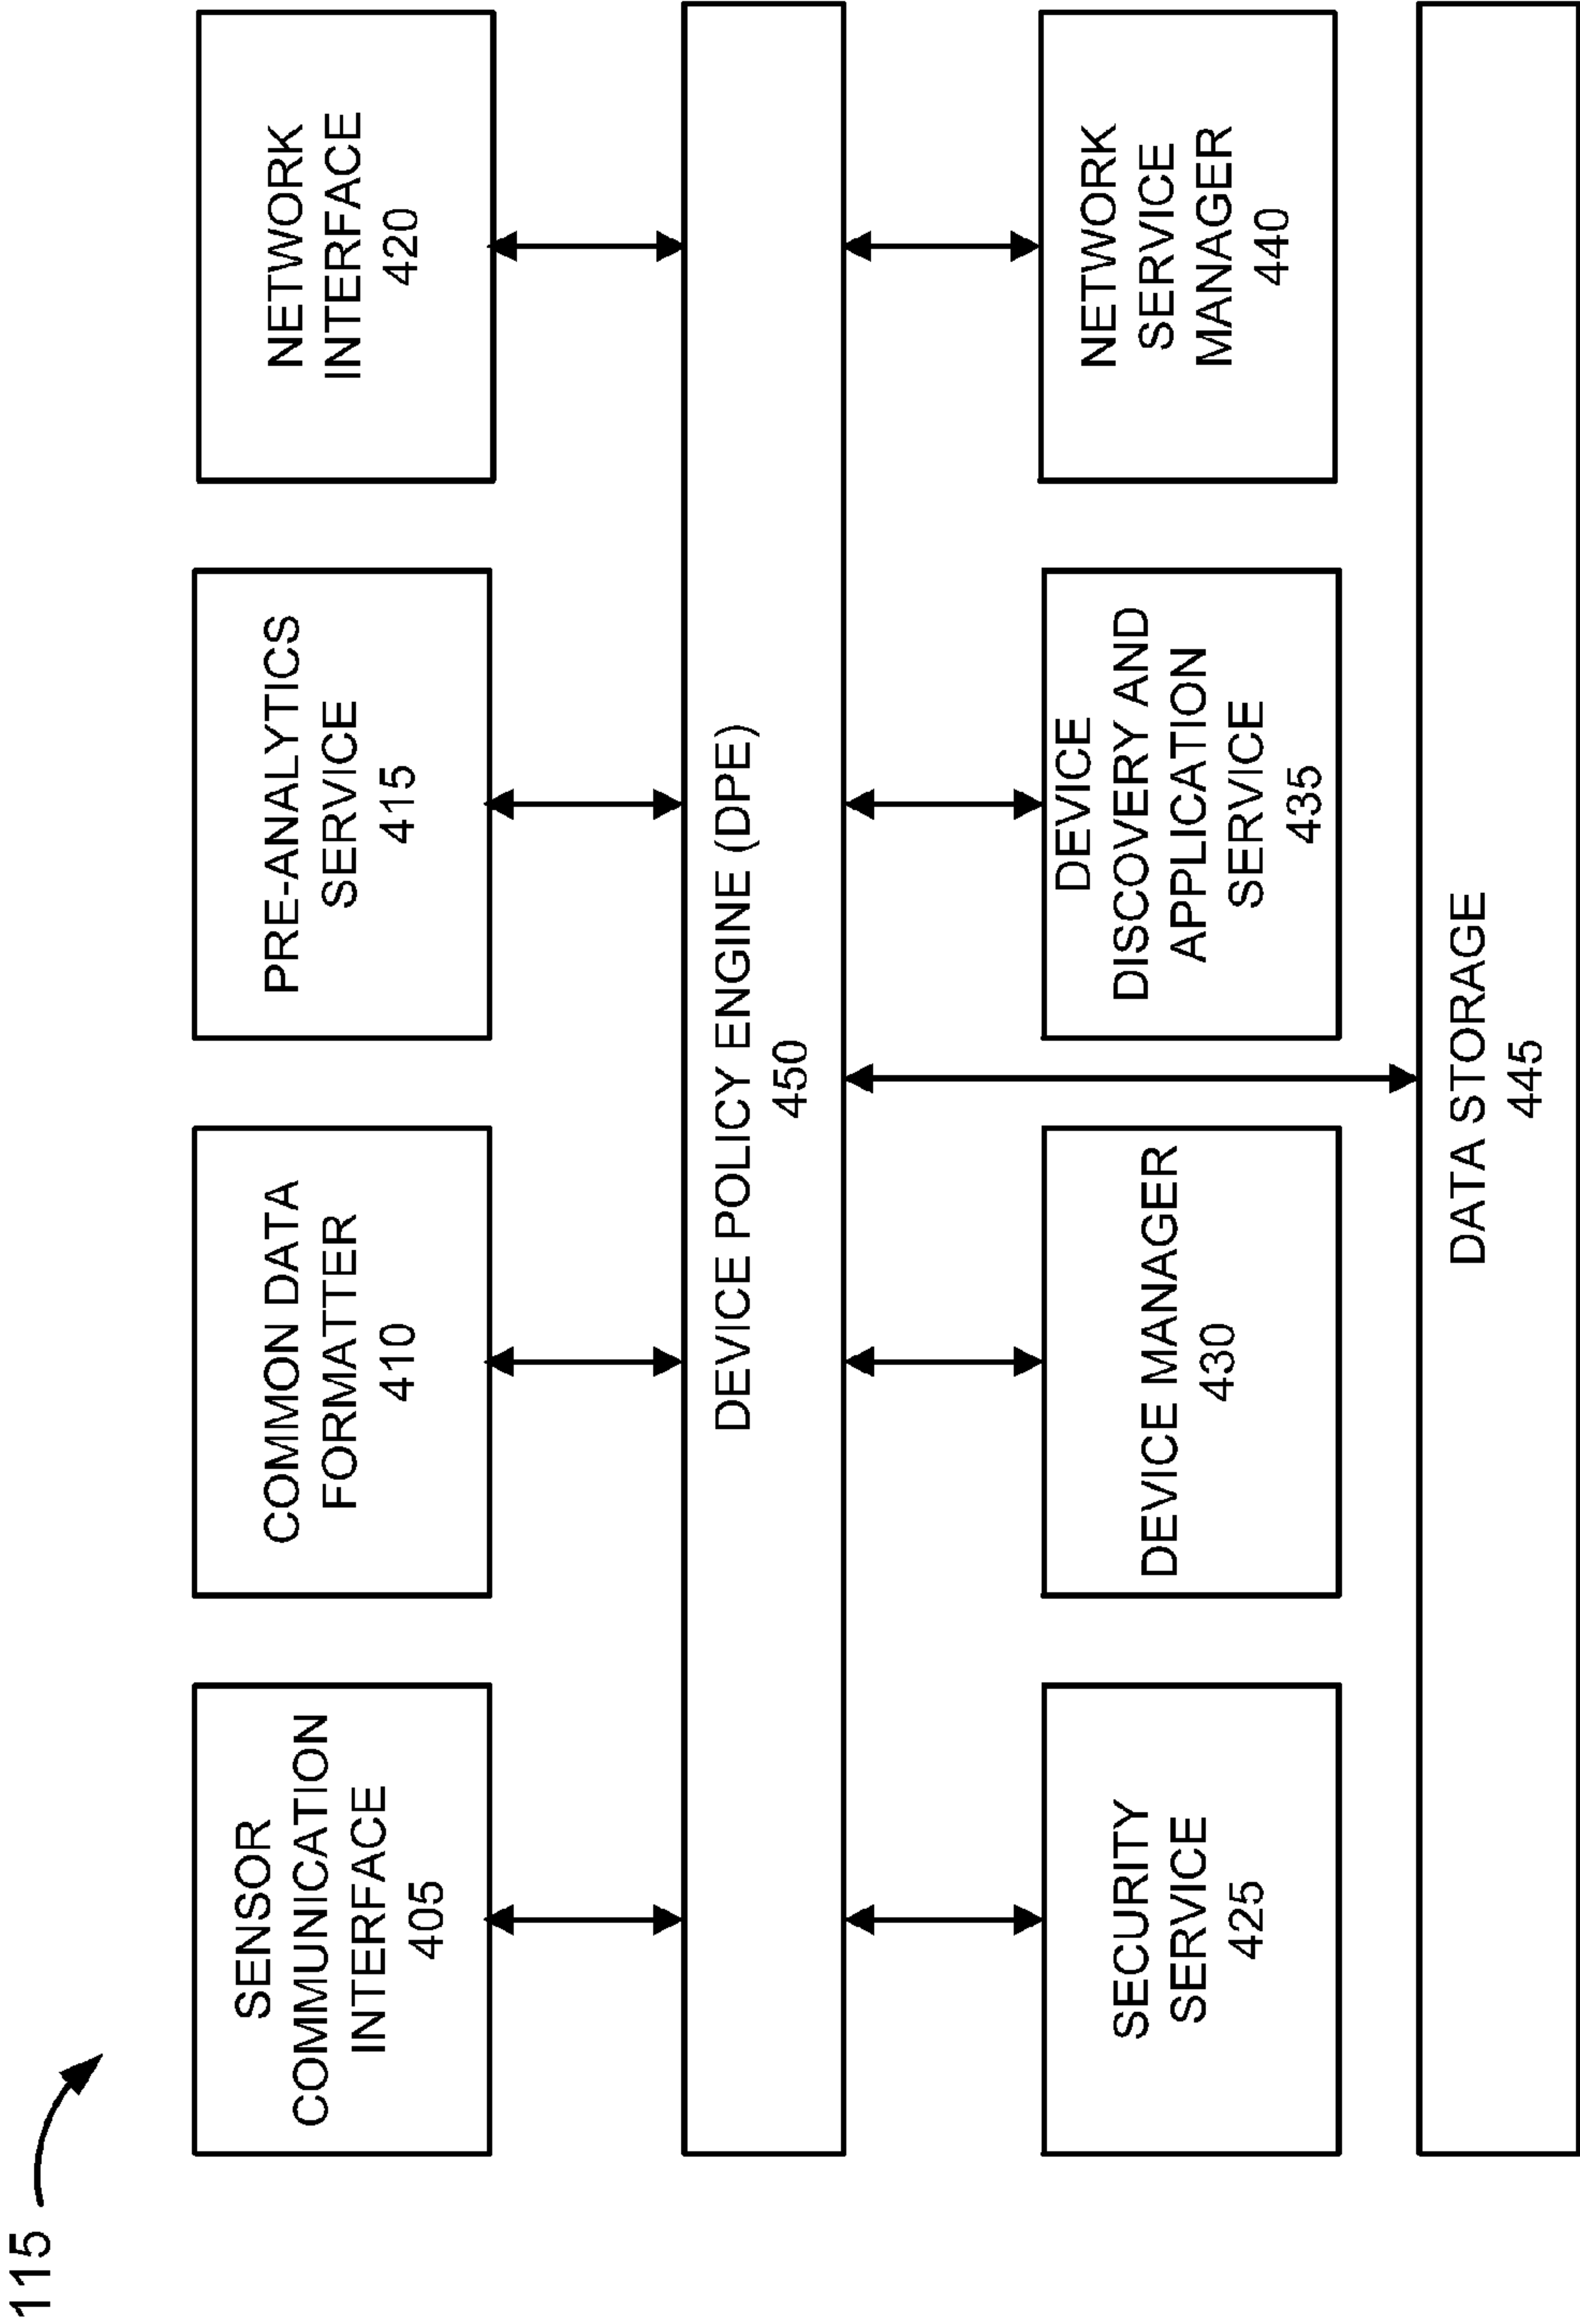 115
SENSOR
COMMUNICATION
INTERFACE
405
COMMON DATA
FORMATTER
410
PRE-ANALYTICS
SERVICE
415
NETWORK
INTERFACE
420
DEVICE POLICY ENGINE (DPE)
450
SECURITY
SERVICE
425
DEVICE MANAGER
430
DEVICE
DISCOVERY AND
APPLICATION
SERVICE
435
NETWORK
SERVICE
MANAGER
440
DATA STORAGE
445